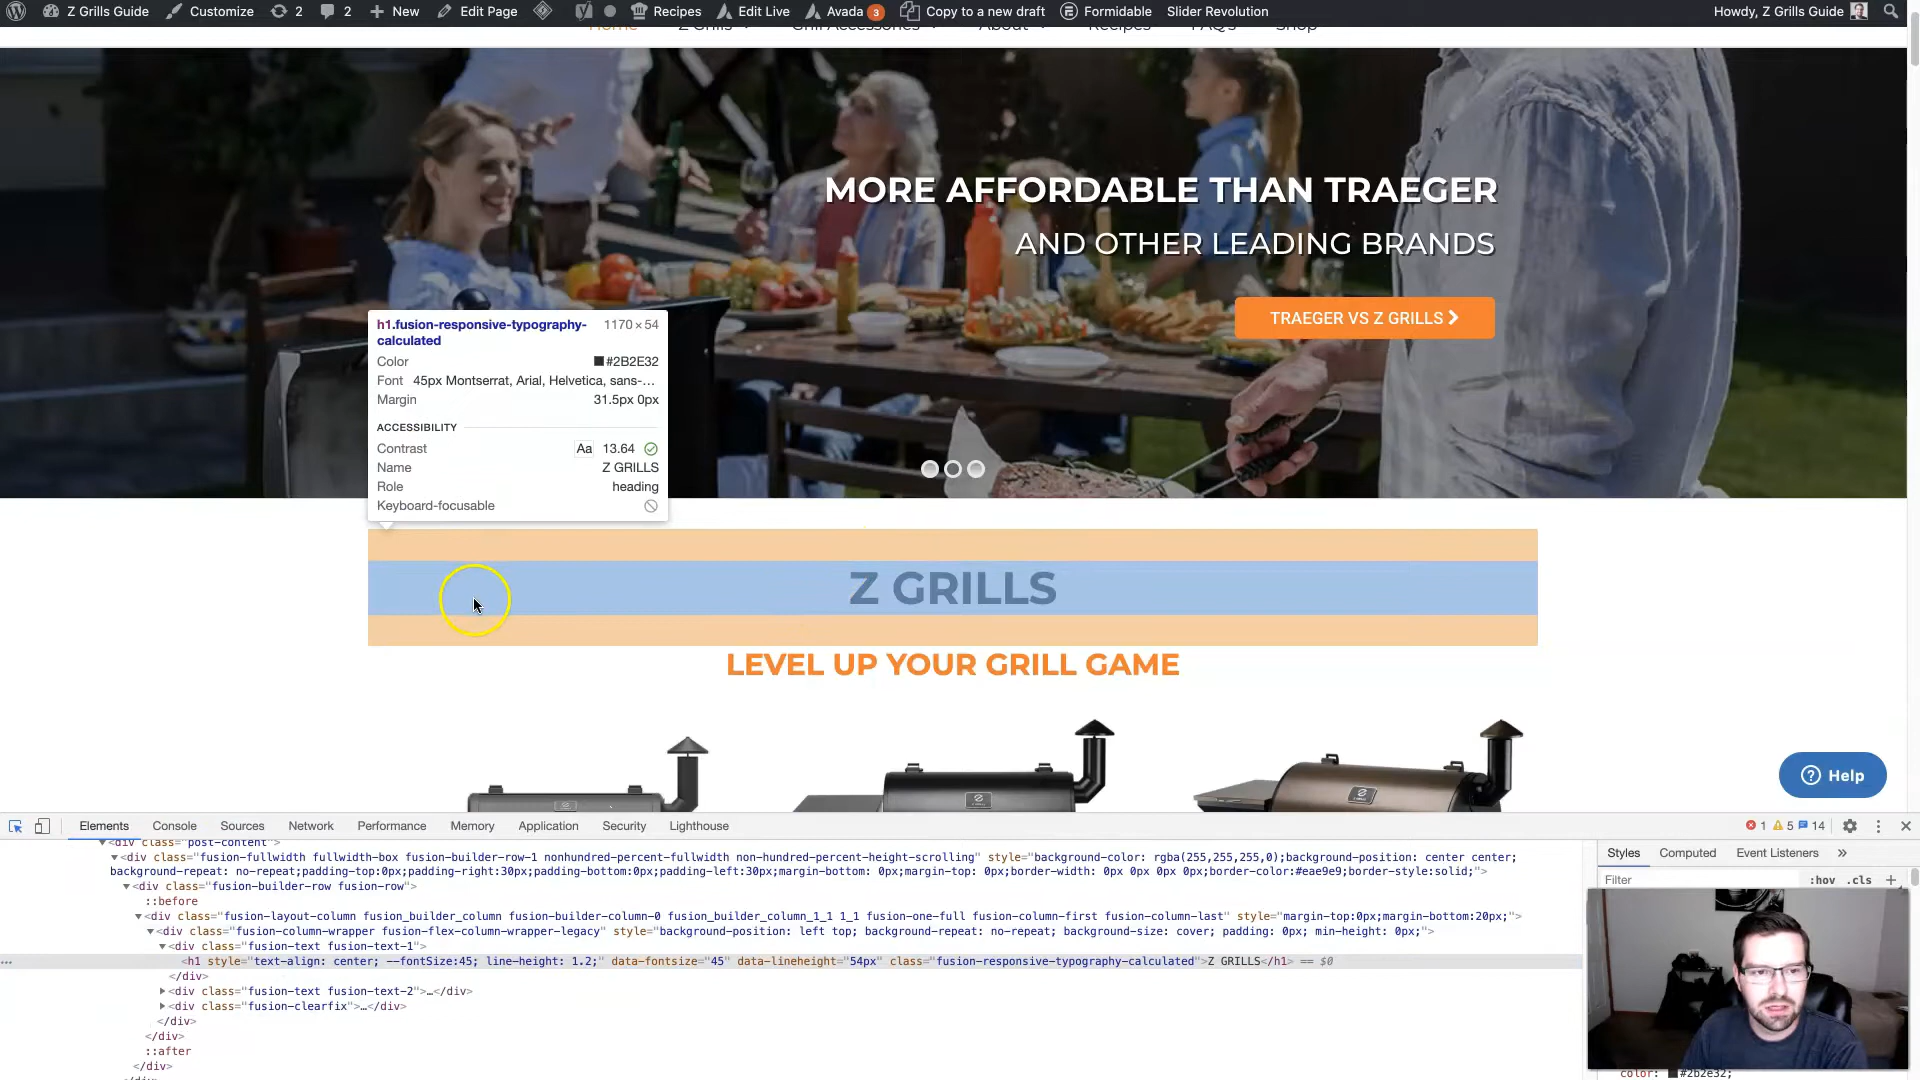 Z Grills Guide Customize 2 2 New Edit Page Recipes Edit Live Avada 3 Copy to a new draft Formidable Slider Revolution Howdy, Z Grills Guide
Home Z Grills Grill Accessories About Recipes FAQ's Shop
MORE AFFORDABLE THAN TRAEGER
AND OTHER LEADING BRANDS
TRAEGER VS Z GRILLS
h1.fusion-responsive-typography-calculated 1170 × 54
Color #2B2E32
Font 45px Montserrat, Arial, Helvetica, sans-…
Margin 31.5px 0px
ACCESSIBILITY
Contrast Aa 13.64
Name Z GRILLS
Role heading
Keyboard-focusable
Z GRILLS
LEVEL UP YOUR GRILL GAME
Help
Elements Console Sources Network Performance Memory Application Security Lighthouse 1 5 14
▼<div class="post-content">
▼<div class="fusion-fullwidth fullwidth-box fusion-builder-row-1 nonhundred-percent-fullwidth non-hundred-percent-height-scrolling" style="background-color: rgba(255,255,255,0);background-position: center center;
background-repeat: no-repeat;padding-top:0px;padding-right:30px;padding-bottom:0px;padding-left:30px;margin-bottom: 0px;margin-top: 0px;border-width: 0px 0px 0px 0px;border-color:#eae9e9;border-style:solid;">
▼<div class="fusion-builder-row fusion-row">
::before
▼<div class="fusion-layout-column fusion_builder_column fusion-builder-column-0 fusion_builder_column_1_1 1_1 fusion-one-full fusion-column-first fusion-column-last" style="margin-top:0px;margin-bottom:20px;">
▼<div class="fusion-column-wrapper fusion-flex-column-wrapper-legacy" style="background-position: left top; background-repeat: no-repeat; background-size: cover; padding: 0px; min-height: 0px;">
▼<div class="fusion-text fusion-text-1">
… <h1 style="text-align: center; --fontSize:45; line-height: 1.2;" data-fontsize="45" data-lineheight="54px" class="fusion-responsive-typography-calculated">Z GRILLS</h1> == $0
</div>
▶<div class="fusion-text fusion-text-2">…</div>
▶<div class="fusion-clearfix">…</div>
</div>
</div>
::after
</div>
Styles Computed Event Listeners »
Filter :hov .cls +
color: #2b2e32;